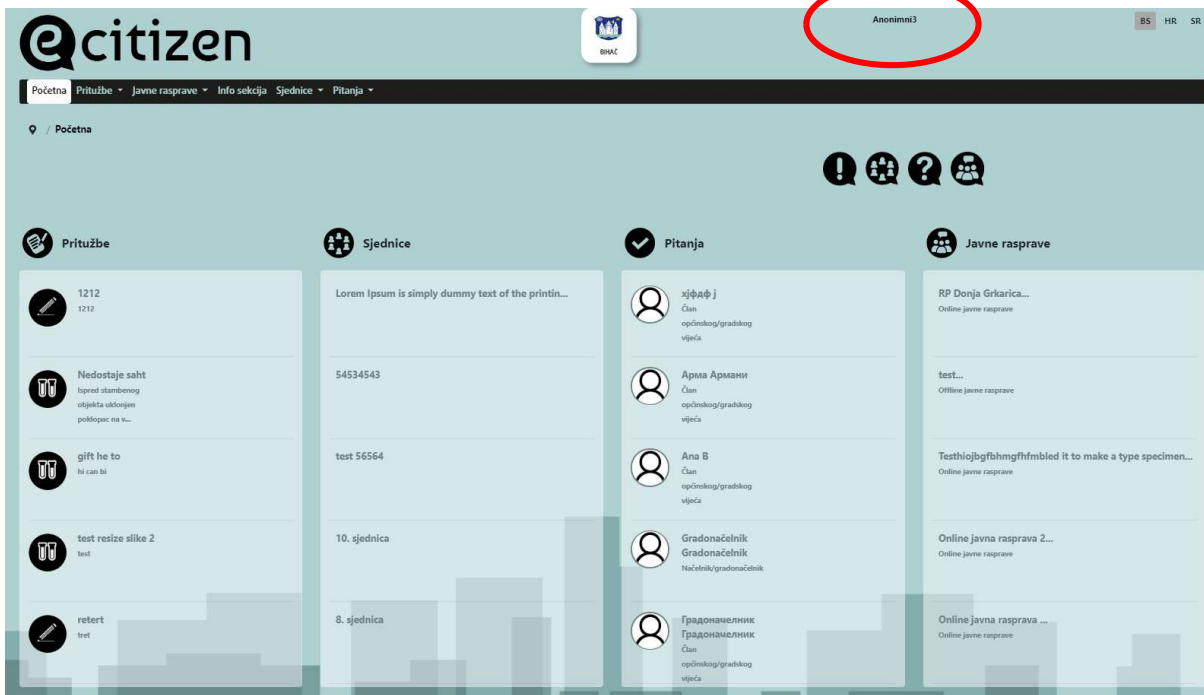 ecitizen
BIHAĆ
Anonimni3
BS HR SR
Početna Pritužbe Javne rasprave Info sekcija Sjednice Pitanja
/ Početna
Pritužbe
1212
1212
Nedostaje saht
Ispred stambenog
objekta uklonjen
poklopac na v...
gift he to
hi can bi
test resize slike 2
test
retert
tret
Sjednice
Lorem Ipsum is simply dummy text of the printin...
54534543
test 56564
10. sjednica
8. sjednica
Pitanja
хјфдф ј
Član
općinskog/gradskog
vijeća
Арма Армани
Član
općinskog/gradskog
vijeća
Ana B
Član
općinskog/gradskog
vijeća
Gradonačelnik
Gradonačelnik
Načelnik/gradonačelnik
Градоначелник
Градоначелник
Član
općinskog/gradskog
vijeća
Javne rasprave
RP Donja Grkarica...
Online javne rasprave
test...
Offline javne rasprave
Testhiojbgfbhmgfhfmbled it to make a type specimen...
Online javne rasprave
Online javna rasprava 2...
Online javne rasprave
Online javna rasprava ...
Online javne rasprave